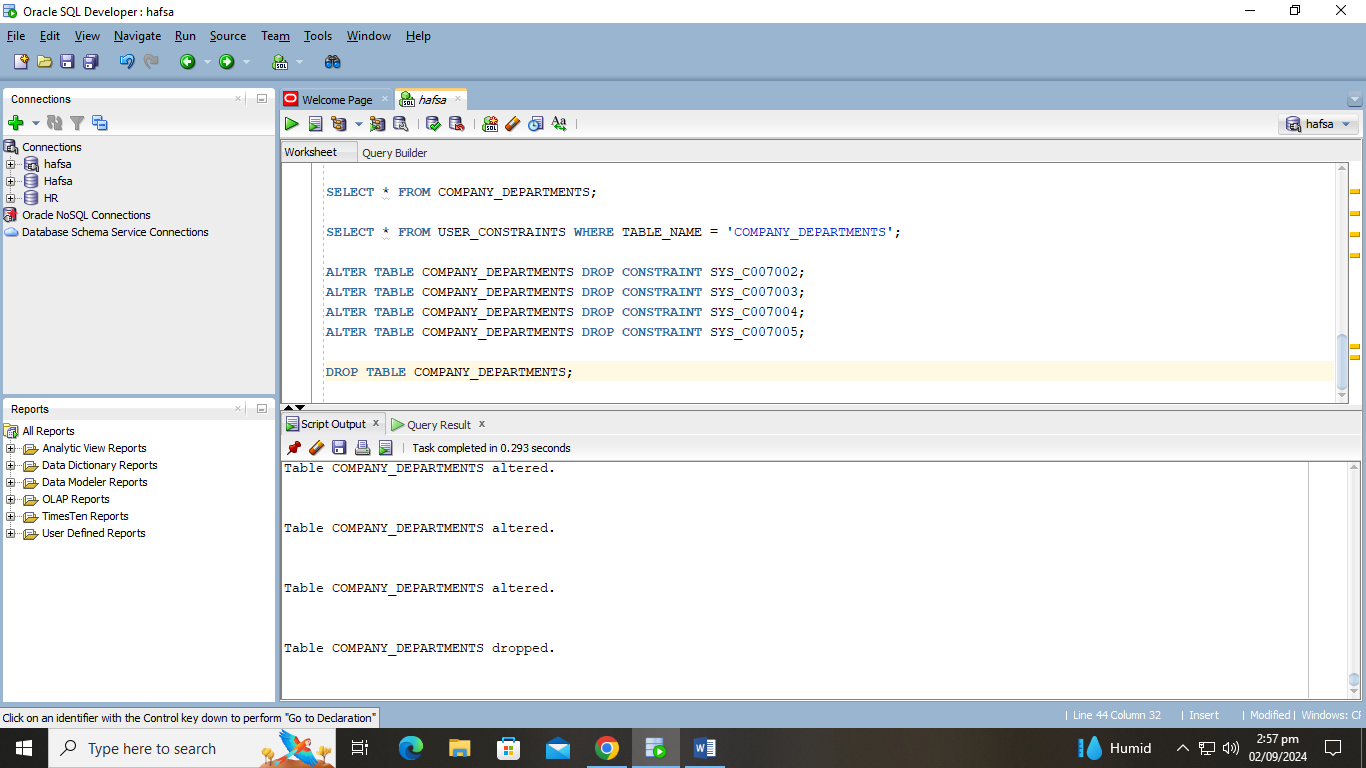 Oracle SQL Developer : hafsa
File Edit View Navigate Run Source Team Tools Window Help
Connections
Connections
hafsa
Hafsa
HR
Oracle NoSQL Connections
Database Schema Service Connections
Reports
All Reports
Analytic View Reports
Data Dictionary Reports
Data Modeler Reports
OLAP Reports
TimesTen Reports
User Defined Reports
Welcome Page
hafsa
hafsa
Worksheet
Query Builder
SELECT * FROM COMPANY_DEPARTMENTS;
SELECT * FROM USER_CONSTRAINTS WHERE TABLE_NAME = 'COMPANY_DEPARTMENTS';
ALTER TABLE COMPANY_DEPARTMENTS DROP CONSTRAINT SYS_C007002;
ALTER TABLE COMPANY_DEPARTMENTS DROP CONSTRAINT SYS_C007003;
ALTER TABLE COMPANY_DEPARTMENTS DROP CONSTRAINT SYS_C007004;
ALTER TABLE COMPANY_DEPARTMENTS DROP CONSTRAINT SYS_C007005;
DROP TABLE COMPANY_DEPARTMENTS;
Script Output
Query Result
Task completed in 0.293 seconds
Table COMPANY_DEPARTMENTS altered.
Table COMPANY_DEPARTMENTS altered.
Table COMPANY_DEPARTMENTS altered.
Table COMPANY_DEPARTMENTS dropped.
Click on an identifier with the Control key down to perform "Go to Declaration"
Line 44 Column 32 | Insert | Modified | Windows: CF
Type here to search
Humid
2:57 pm
02/09/2024